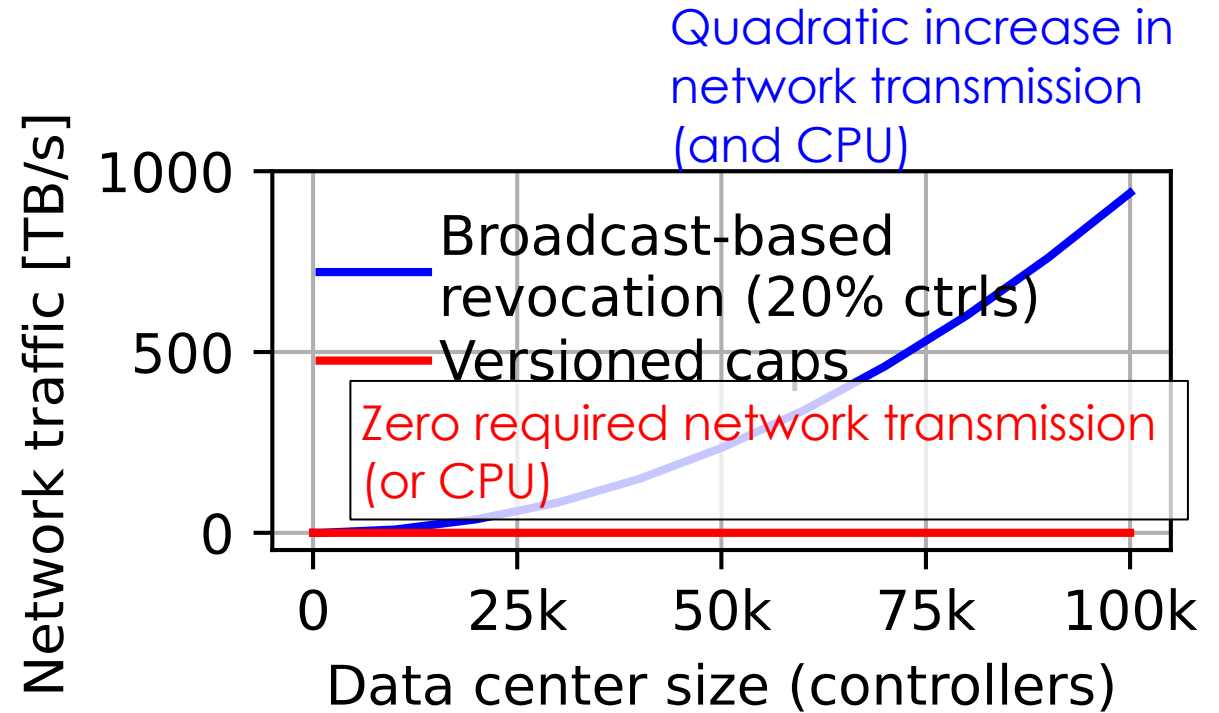 Quadratic increase in
network transmission
(and CPU)
Network traffic [TB/s]
1000
500
0
Broadcast-based
revocation (20% ctrls)
Versioned caps
Zero required network transmission
(or CPU)
0
25k
50k
75k
100k
Data center size (controllers)